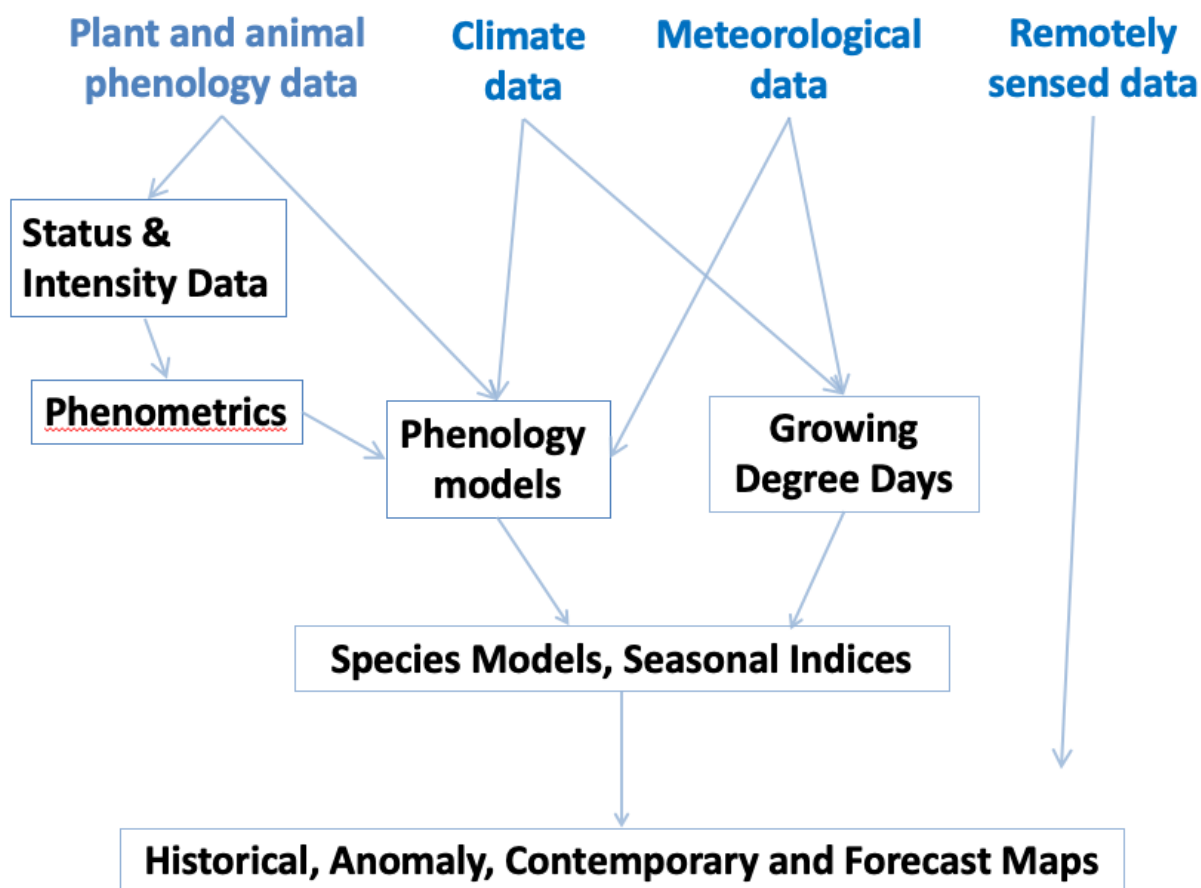 Plant and animal
phenology data
Climate
data
Meteorological
data
Remotely
sensed data
Status &
Intensity Data
Phenometrics
Phenology
models
Growing
Degree Days
Species Models, Seasonal Indices
Historical, Anomaly, Contemporary and Forecast Maps